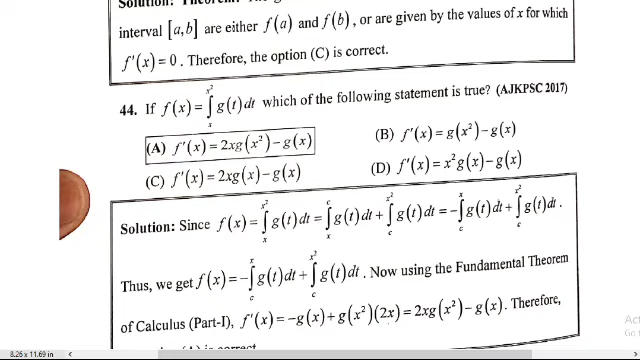 interval [a,b] are either f(a) and f(b), or are given by the values of x for which
f′(x) = 0. Therefore, the option (C) is correct.
44. If f(x) = ∫ₓ^(x²) g(t) dt which of the following statement is true? (AJKPSC 2017)
(A) f′(x) = 2xg(x²) − g(x)
(B) f′(x) = g(x²) − g(x)
(C) f′(x) = 2xg(x) − g(x)
(D) f′(x) = x²g(x) − g(x)
Solution: Since f(x) = ∫ₓ^(x²) g(t) dt = ∫ₓ^c g(t) dt + ∫_c^(x²) g(t) dt = −∫_c^x g(t) dt + ∫_c^(x²) g(t) dt.
Thus, we get f(x) = −∫_c^x g(t) dt + ∫_c^(x²) g(t) dt. Now using the Fundamental Theorem
of Calculus (Part-I), f′(x) = −g(x) + g(x²)(2x) = 2xg(x²) − g(x). Therefore,
8.26 x 11.69 in